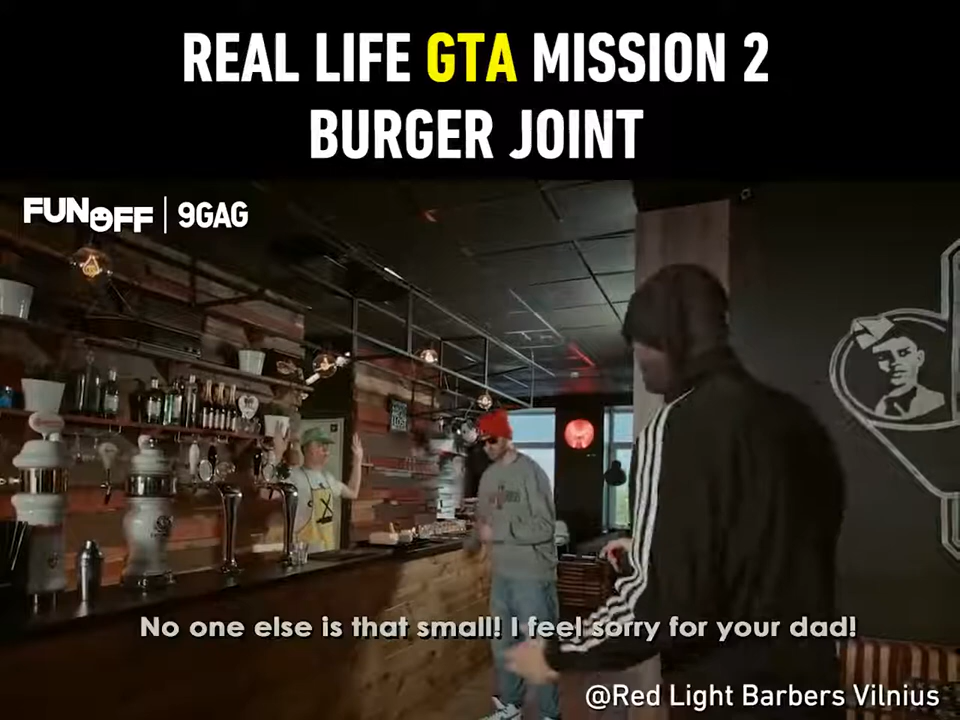 REAL LIFE GTA MISSION 2
BURGER JOINT
FUNOFF | 9GAG
No one else is that small! I feel sorry for your dad!
@Red Light Barbers Vilnius